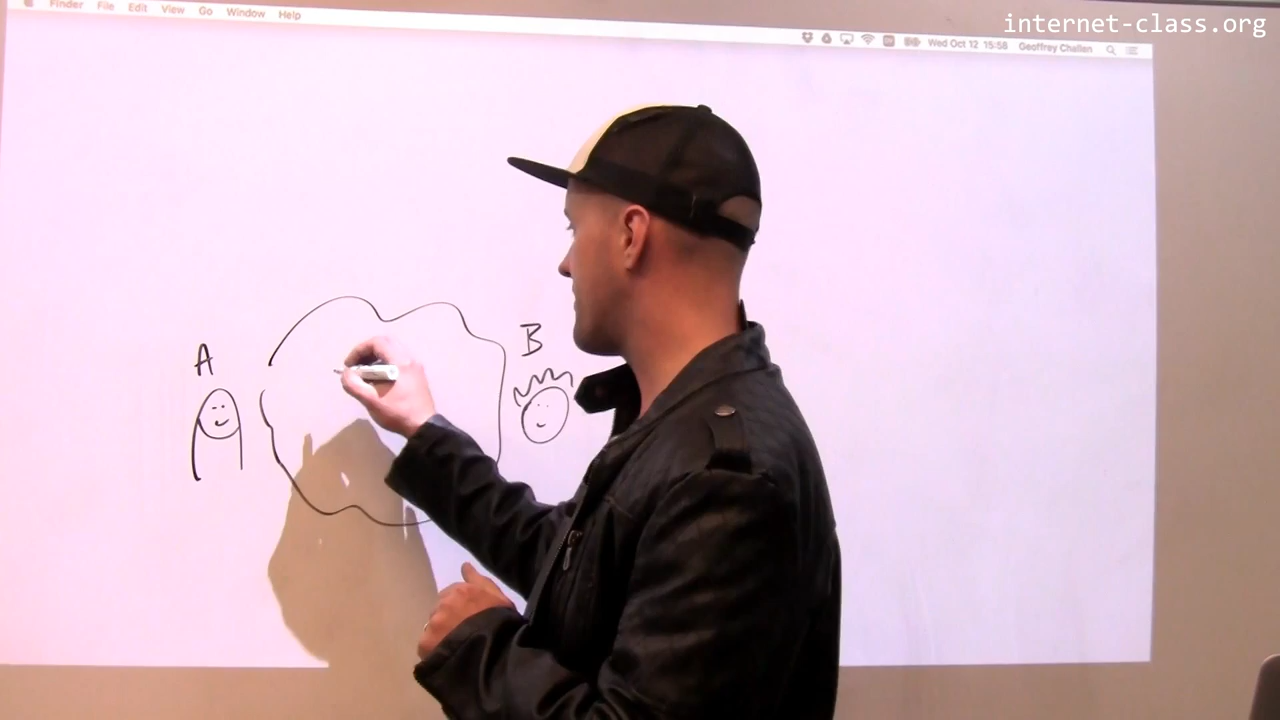 internet-class.org
Finder File Edit View Go Window Help
Wed Oct 12 15:58 Geoffrey Challen
A
B